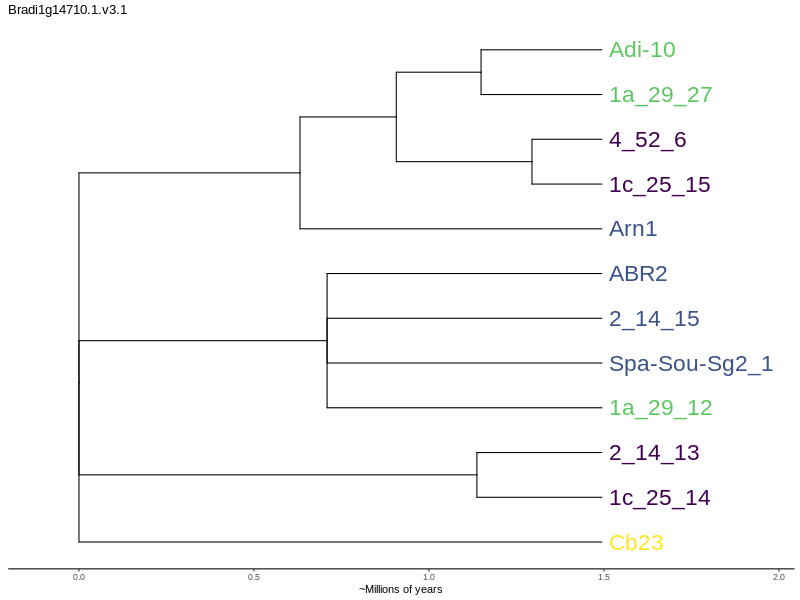 Bradi1g14710.1.v3.1
Adi-10
1a_29_27
4_52_6
1c_25_15
Arn1
ABR2
2_14_15
Spa-Sou-Sg2_1
1a_29_12
2_14_13
1c_25_14
Cb23
0.0 0.5 1.0 1.5 2.0
~Millions of years